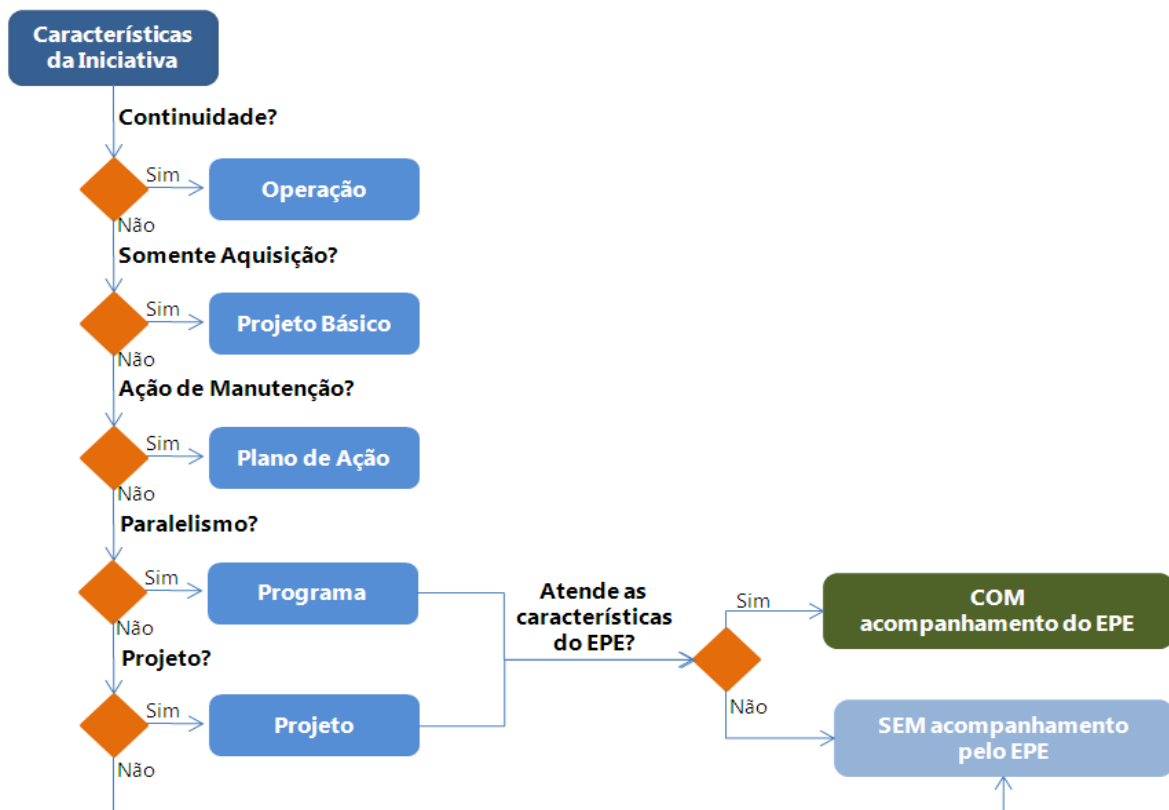 Características
da Iniciativa
Continuidade?
Sim
Operação
Não
Somente Aquisição?
Sim
Projeto Básico
Não
Ação de Manutenção?
Sim
Plano de Ação
Não
Paralelismo?
Sim
Programa
Não
Projeto?
Sim
Projeto
Não
Atende as
características
do EPE?
Sim
COM
acompanhamento do EPE
Não
SEM acompanhamento
pelo EPE